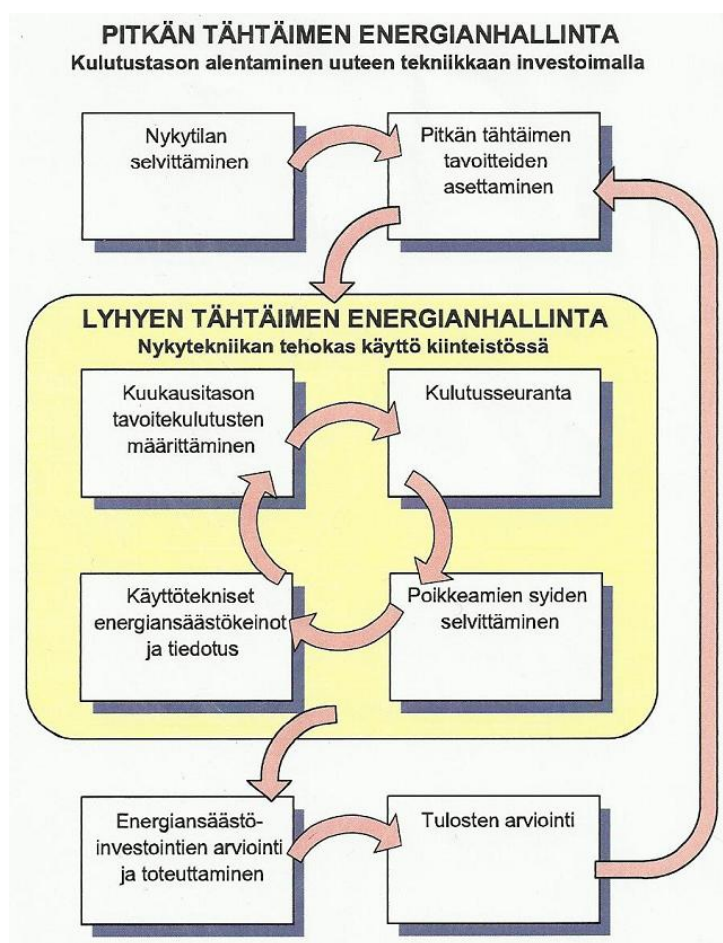 PITKÄN TÄHTÄIMEN ENERGIANHALLINTA
Kulutustason alentaminen uuteen tekniikkaan investoimalla
Nykytilan
selvittäminen
Pitkän tähtäimen
tavoitteiden
asettaminen
LYHYEN TÄHTÄIMEN ENERGIANHALLINTA
Nykytekniikan tehokas käyttö kiinteistössä
Kuukausitason
tavoitekulutusten
määrittäminen
Kulutusseuranta
Käyttötekniset
energiansäästökeinot
ja tiedotus
Poikkeamien syiden
selvittäminen
Energiansäästö-
investointien arviointi
ja toteuttaminen
Tulosten arviointi